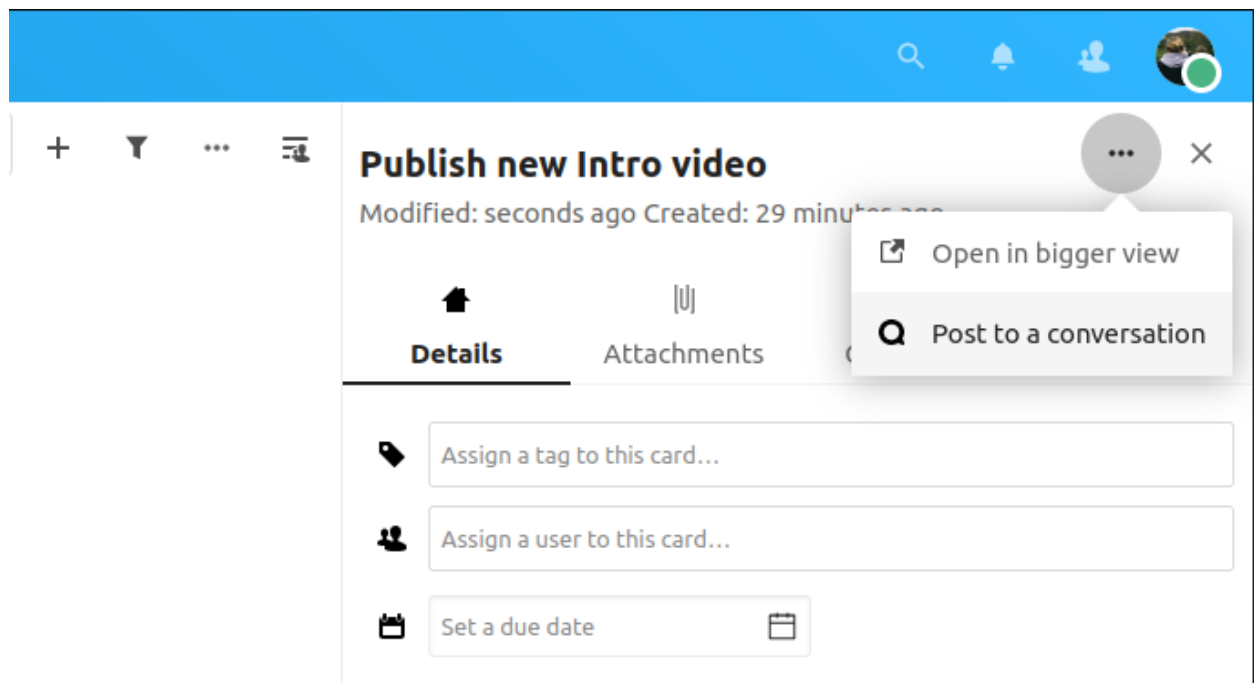 Publish new Intro video
Modified: seconds ago Created: 29 minutes ago
Open in bigger view
Post to a conversation
Details
Attachments
Assign a tag to this card…
Assign a user to this card…
Set a due date